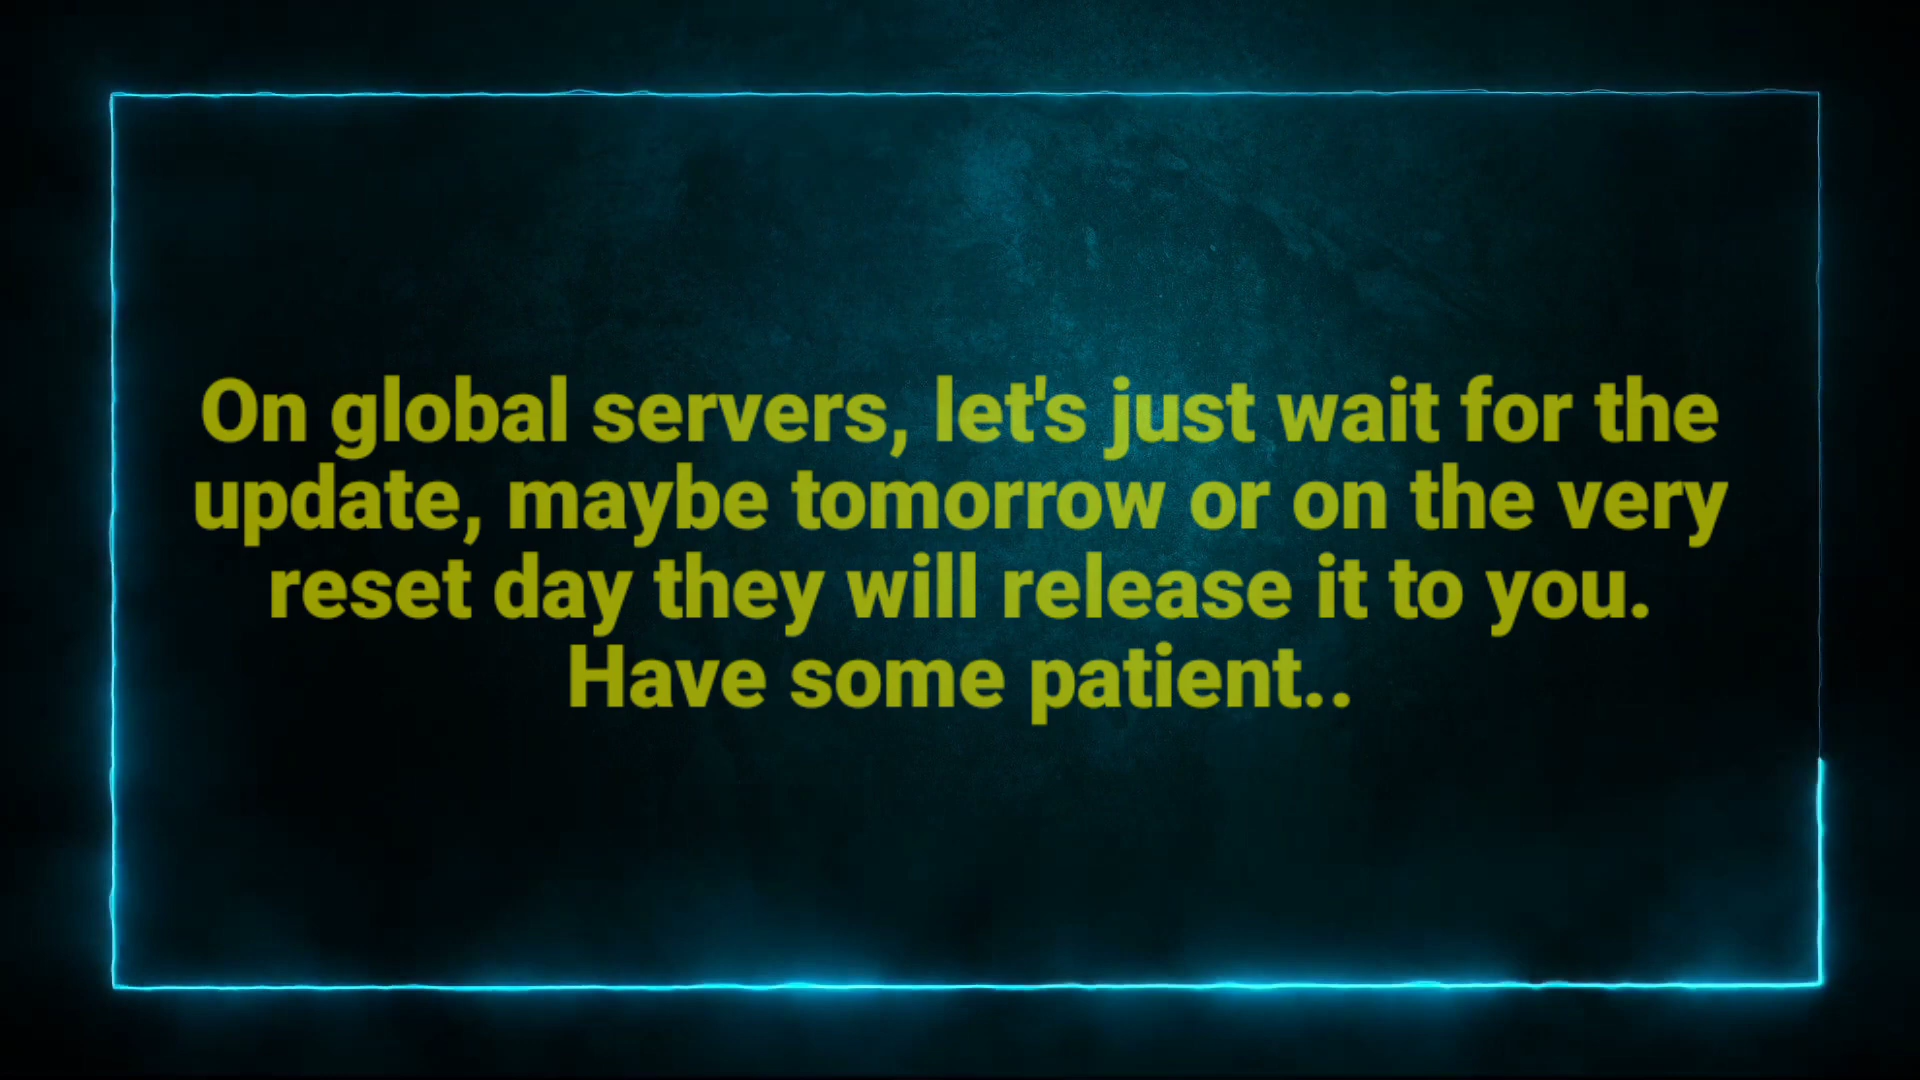 On global servers, let's just wait for the
update, maybe tomorrow or on the very
reset day they will release it to you.
Have some patient..